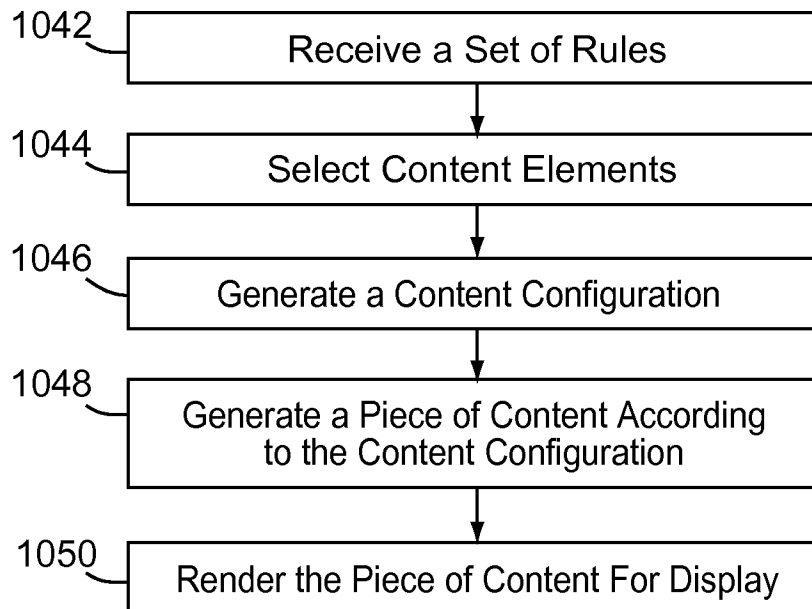 1042
Receive a Set of Rules
1044
Select Content Elements
1046
Generate a Content Configuration
1048
Generate a Piece of Content According
to the Content Configuration
1050
Render the Piece of Content For Display